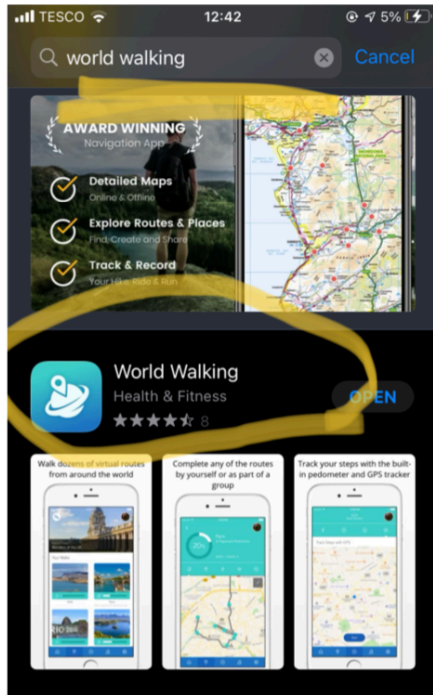 TESCO 12:42 5%
world walking Cancel
AWARD WINNING
Navigation App
Detailed Maps
Online & Offline
Explore Routes & Places
Find, Create and Share
Track & Record
Your Hike, Ride & Run
World Walking
Health & Fitness
OPEN
8
Walk dozens of virtual routes
from around the world
Complete any of the routes
by yourself or as part of a
group
Track your steps with the built-
in pedometer and GPS tracker